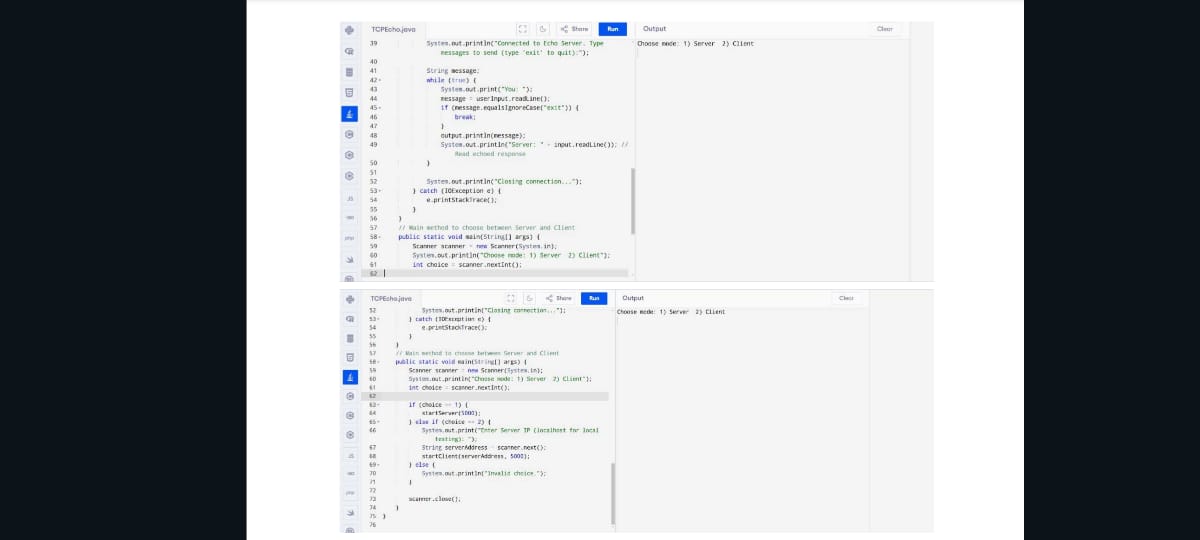 TCPEcho.java Share Run Output Clear
39 System.out.println("Connected to Echo Server. Type Choose mode: 1) Server 2) Client
messages to send (type 'exit' to quit):");
40
41 String message;
42 while (true) {
43 System.out.print("You: ");
44 message = userInput.readLine();
45 if (message.equalsIgnoreCase("exit")) {
46 break;
47 }
48 output.println(message);
49 System.out.println("Server: " + input.readLine()); //
Read echoed response
50 }
51
52 System.out.println("Closing connection...");
53 } catch (IOException e) {
54 e.printStackTrace();
55 }
56 }
57 // Main method to choose between Server and Client
58 public static void main(String[] args) {
59 Scanner scanner = new Scanner(System.in);
60 System.out.println("Choose mode: 1) Server 2) Client");
61 int choice = scanner.nextInt();
62
JS
GO
php
TCPEcho.java Share Run Output Clear
52 System.out.println("Closing connection..."); Choose mode: 1) Server 2) Client
53 } catch (IOException e) {
54 e.printStackTrace();
55 }
56 }
57 // Main method to choose between Server and Client
58 public static void main(String[] args) {
59 Scanner scanner = new Scanner(System.in);
60 System.out.println("Choose mode: 1) Server 2) Client");
61 int choice = scanner.nextInt();
62
63 if (choice == 1) {
64 startServer(5000);
65 } else if (choice == 2) {
66 System.out.print("Enter Server IP (localhost for local
testing): ");
67 String serverAddress = scanner.next();
68 startClient(serverAddress, 5000);
69 } else {
70 System.out.println("Invalid choice.");
71 }
72
73 scanner.close();
74 }
75 }
76
JS
GO
php